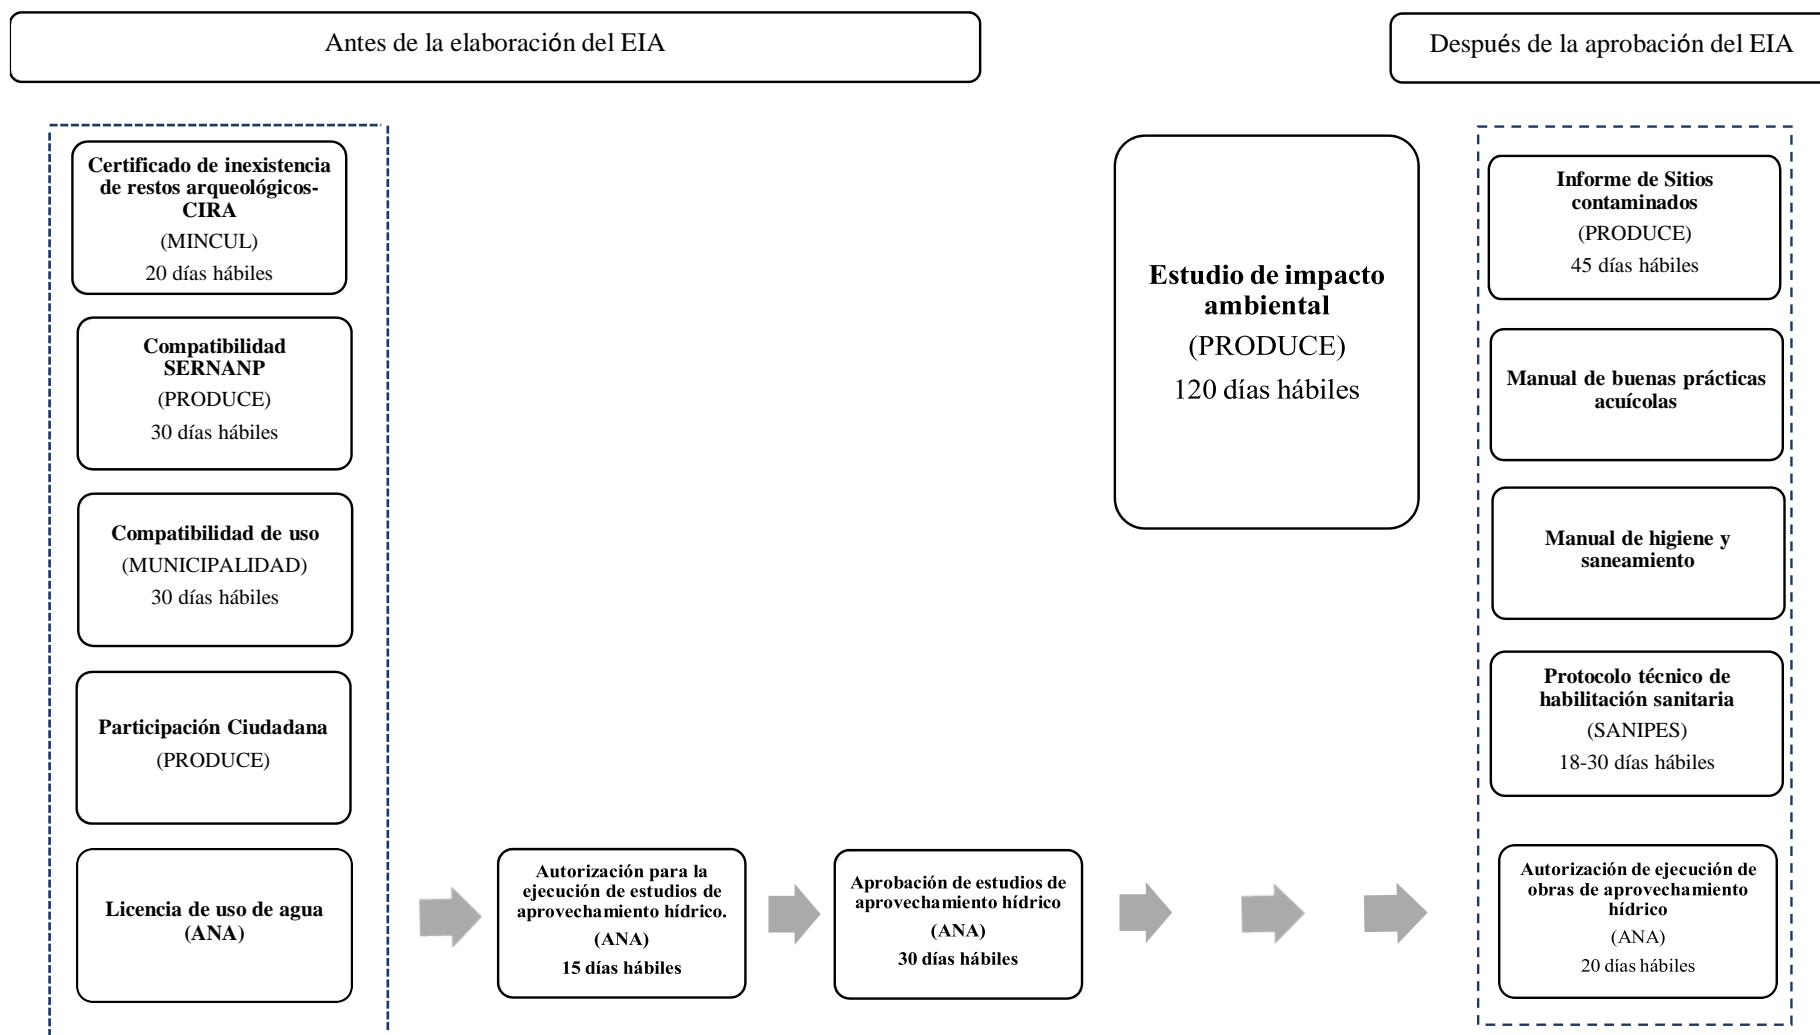 Antes de la elaboración del EIA
Después de la aprobación del EIA
Certificado de inexistencia
de restos arqueológicos-
CIRA
(MINCUL)
20 días hábiles
Compatibilidad
SERNANP
(PRODUCE)
30 días hábiles
Compatibilidad de uso
(MUNICIPALIDAD)
30 días hábiles
Participación Ciudadana
(PRODUCE)
Licencia de uso de agua
(ANA)
Autorización para la
ejecución de estudios de
aprovechamiento hídrico.
(ANA)
15 días hábiles
Aprobación de estudios de
aprovechamiento hídrico
(ANA)
30 días hábiles
Estudio de impacto
ambiental
(PRODUCE)
120 días hábiles
Informe de Sitios
contaminados
(PRODUCE)
45 días hábiles
Manual de buenas prácticas
acuícolas
Manual de higiene y
saneamiento
Protocolo técnico de
habilitación sanitaria
(SANIPES)
18-30 días hábiles
Autorización de ejecución de
obras de aprovechamiento
hídrico
(ANA)
20 días hábiles